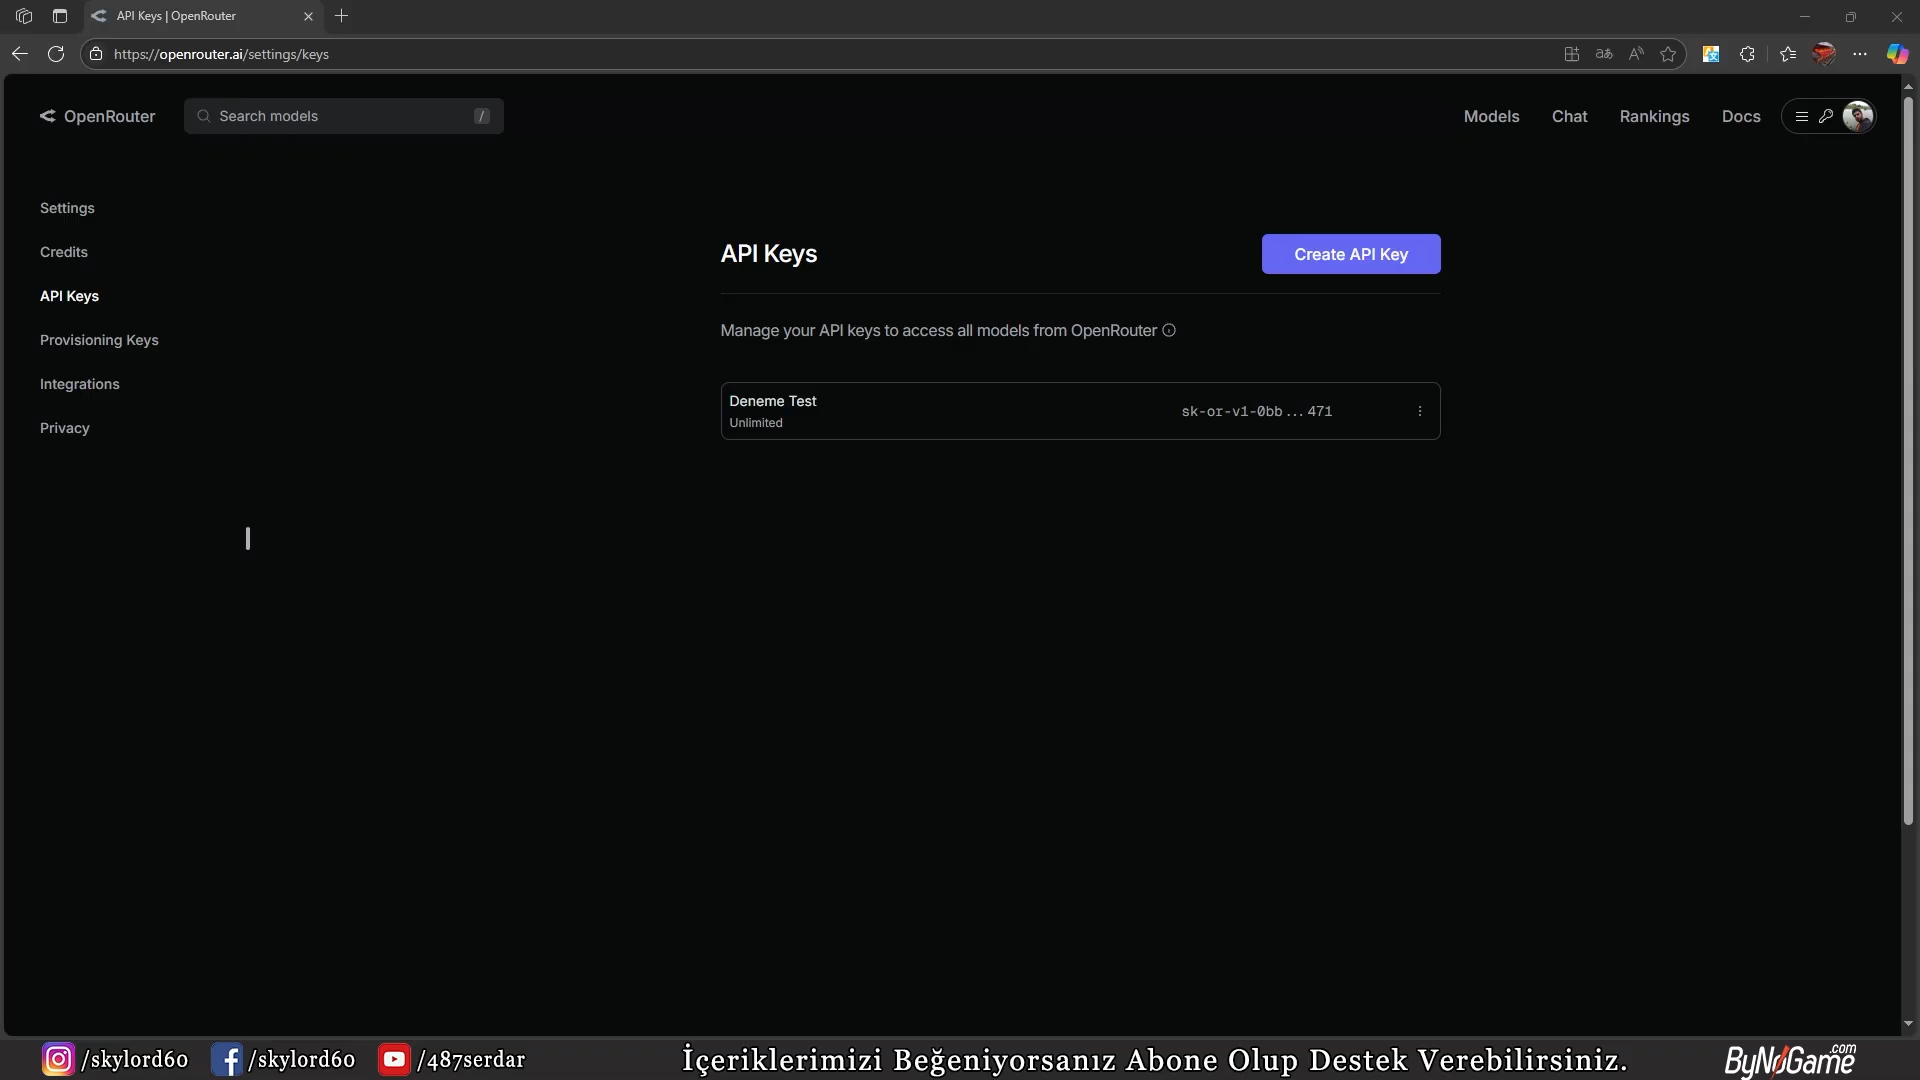 API Keys | OpenRouter
https://openrouter.ai/settings/keys
OpenRouter
Search models
/
Models
Chat
Rankings
Docs
Settings
Credits
API Keys
Provisioning Keys
Integrations
Privacy
API Keys
Create API Key
Manage your API keys to access all models from OpenRouter
Deneme Test
Unlimited
sk-or-v1-0bb...471
/skylord60
/skylord60
/487serdar
İçeriklerimizi Beğeniyorsanız Abone Olup Destek Verebilirsiniz.
ByNoGame.com